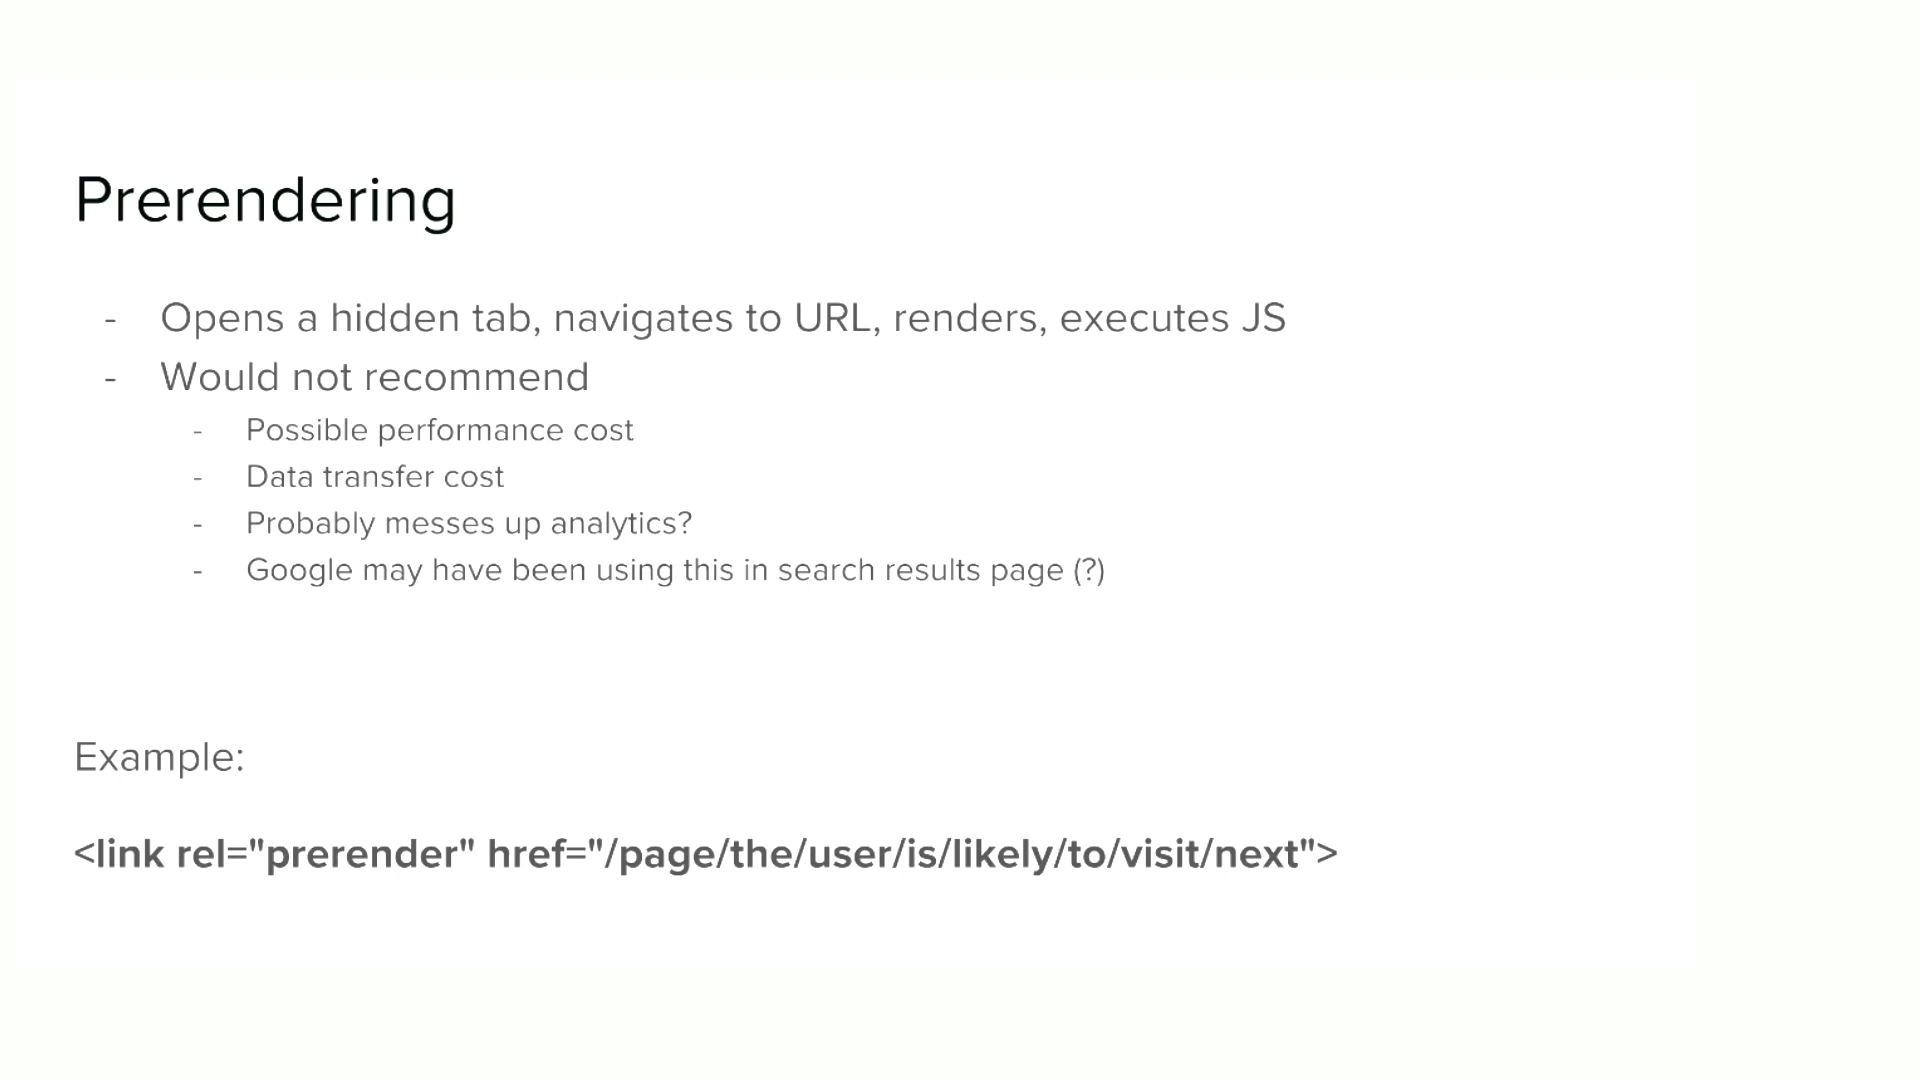 Prerendering
- Opens a hidden tab, navigates to URL, renders, executes JS
- Would not recommend
- Possible performance cost
- Data transfer cost
- Probably messes up analytics?
- Google may have been using this in search results page (?)
Example:
<link rel="prerender" href="/page/the/user/is/likely/to/visit/next">